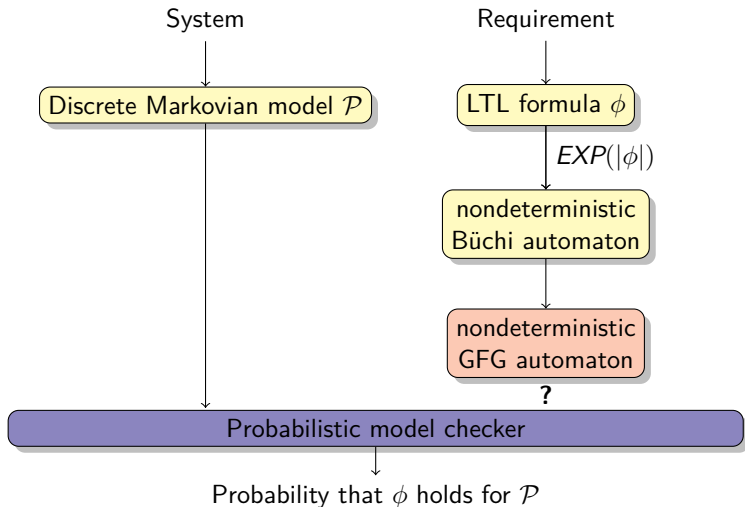 System
Requirement
Discrete Markovian model 𝒫
LTL formula ϕ
EXP(|ϕ|)
nondeterministic
Büchi automaton
nondeterministic
GFG automaton
?
Probabilistic model checker
Probability that ϕ holds for 𝒫